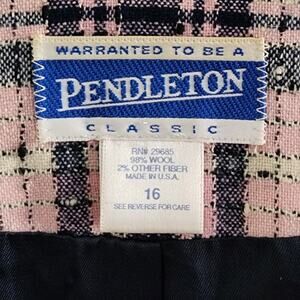 WARRANTED TO BE A
PENDLETON
CLASSIC
RN# 29685
98% WOOL
2% OTHER FIBER
MADE IN U.S.A.
16
SEE REVERSE FOR CARE